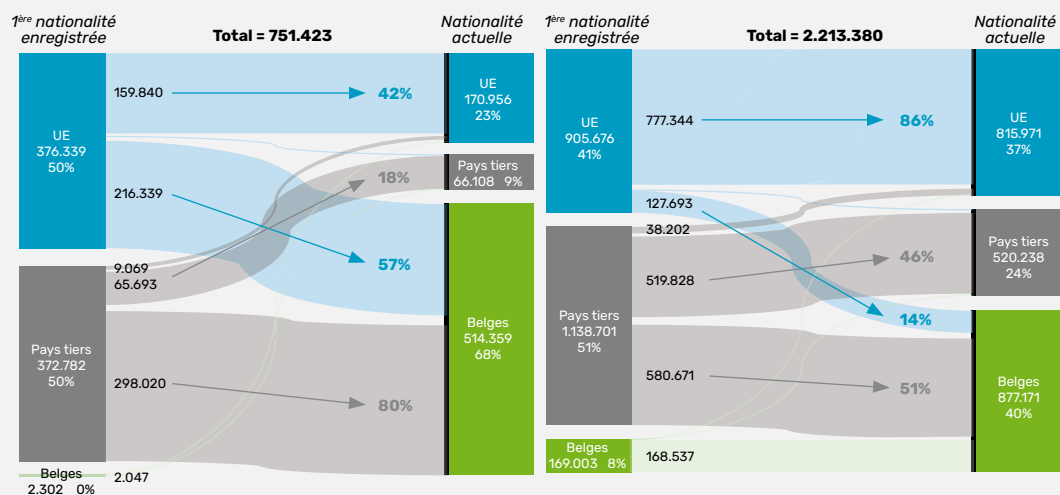 1ère nationalité
enregistrée
Total = 751.423
Nationalité
actuelle
UE
376.339
50%
159.840
42%
UE
170.956
23%
216.339
18%
Pays tiers
66.108 9%
57%
9.069
65.693
Pays tiers
372.782
50%
298.020
80%
Belges
514.359
68%
Belges
2.302 0%
2.047
1ère nationalité
enregistrée
Total = 2.213.380
Nationalité
actuelle
UE
905.676
41%
777.344
86%
UE
815.971
37%
127.693
38.202
Pays tiers
1.138.701
51%
519.828
46%
Pays tiers
520.238
24%
14%
580.671
51%
Belges
877.171
40%
Belges
169.003 8%
168.537